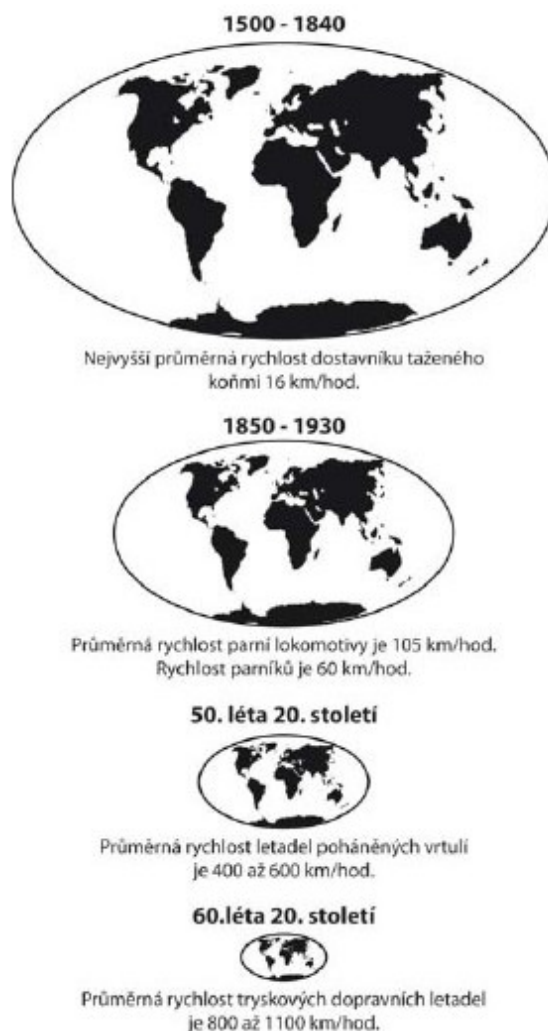 1500 - 1840
Nejvyšší průměrná rychlost dostavníku taženého
koňmi 16 km/hod.
1850 - 1930
Průměrná rychlost parní lokomotivy je 105 km/hod.
Rychlost parníků je 60 km/hod.
50. léta 20. století
Průměrná rychlost letadel poháněných vrtulí
je 400 až 600 km/hod.
60.léta 20. století
Průměrná rychlost tryskových dopravních letadel
je 800 až 1100 km/hod.